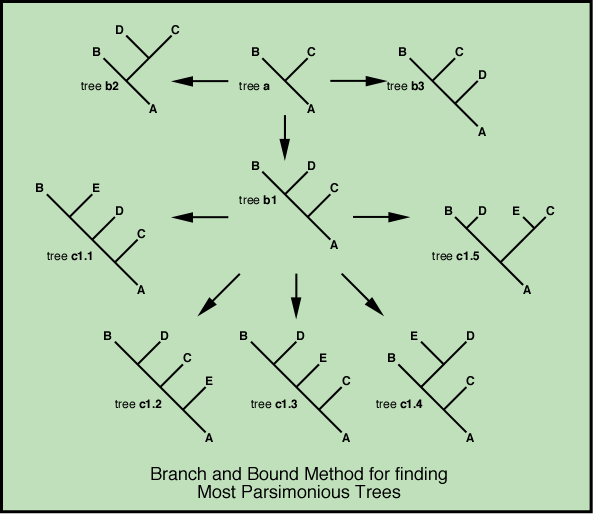 D C
B
tree b2
A
B C
tree a
A
B C
D
tree b3
A
B D
C
tree b1
A
B E
D
C
tree c1.1
A
B D E C
tree c1.5
A
B D
C
E
tree c1.2
A
B D
E
C
tree c1.3
A
E D
B
C
tree c1.4
A
Branch and Bound Method for finding
Most Parsimonious Trees